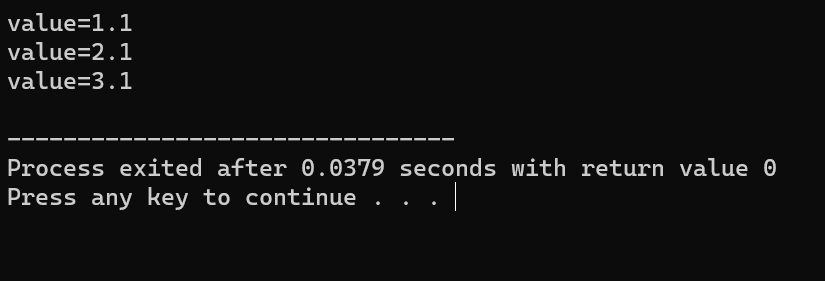 value=1.1
value=2.1
value=3.1
--------------------------------
Process exited after 0.0379 seconds with return value 0
Press any key to continue . . .